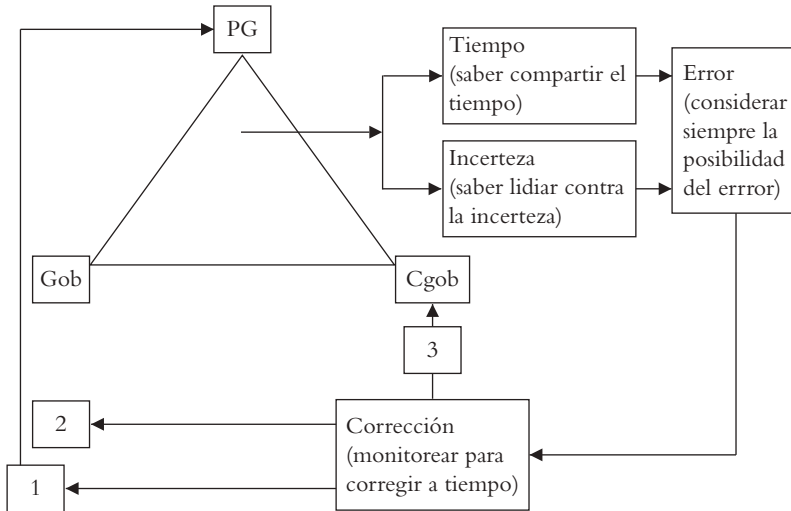 PG
Tiempo
(saber compartir el
tiempo)
Error
(considerar
siempre la
posibilidad
del errror)
Incerteza
(saber lidiar contra
la incerteza)
Gob
Cgob
3
2
Corrección
(monitorear para
corregir a tiempo)
1